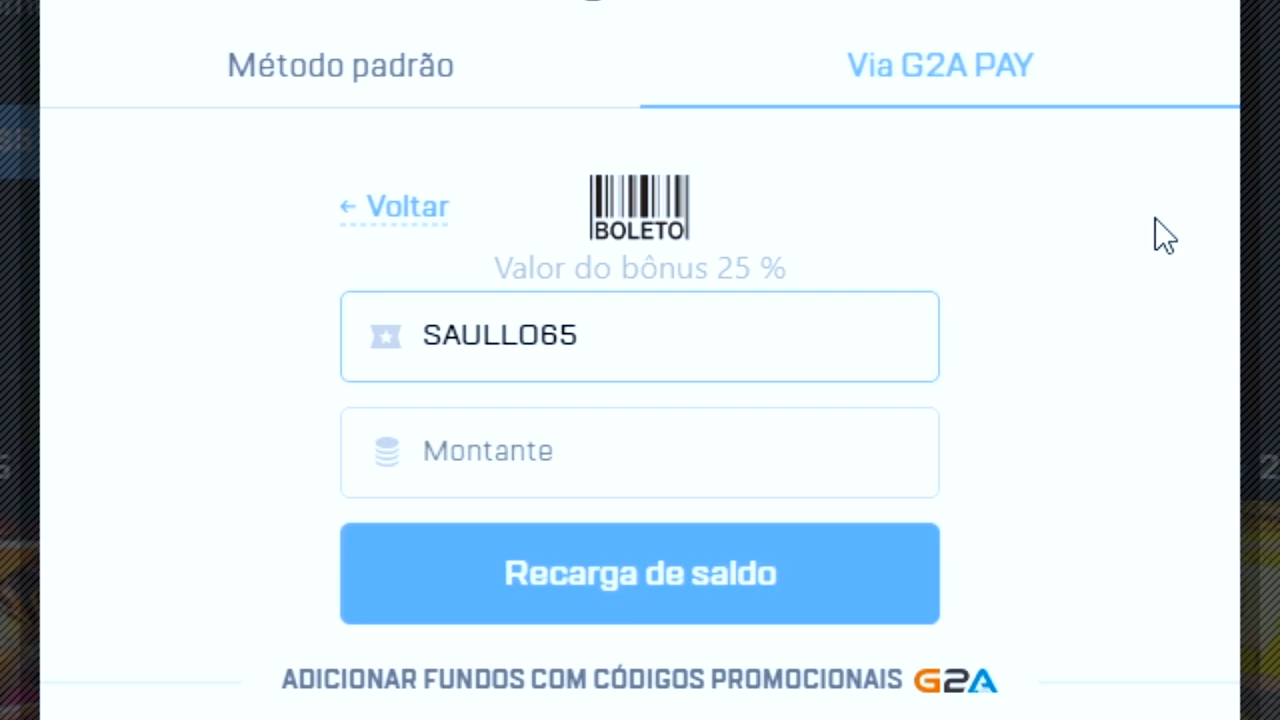 Método padrão
Via G2A PAY
← Voltar
BOLETO
Valor do bônus 25 %
SAULLO65
Montante
Recarga de saldo
ADICIONAR FUNDOS COM CÓDIGOS PROMOCIONAIS G2A